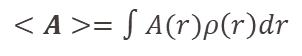 < A >= ∫ A(r)ρ(r)dr